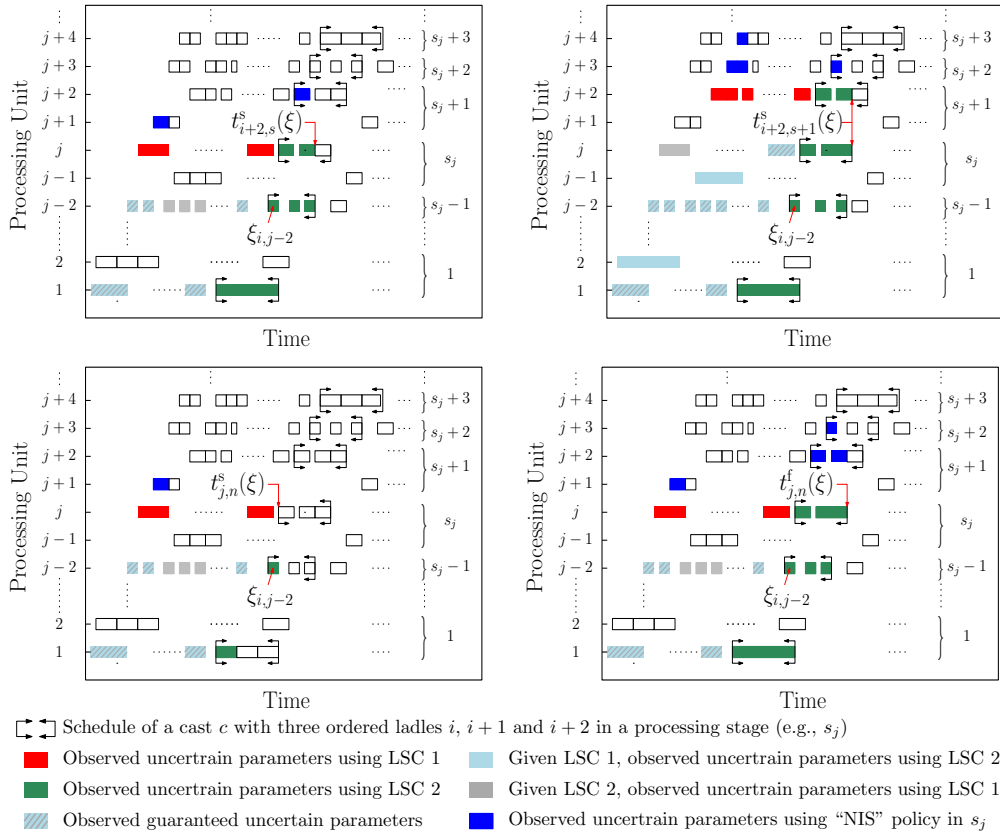 Processing Unit
j + 4
j + 3
j + 2
j + 1
j
j − 1
j − 2
2
1
t^s_{i+2,s}(ξ)
ξ_{i,j−2}
s_j + 3
s_j + 2
s_j + 1
s_j
s_j − 1
1
Time
Processing Unit
j + 4
j + 3
j + 2
j + 1
j
j − 1
j − 2
2
1
t^s_{i+2,s+1}(ξ)
ξ_{i,j−2}
s_j + 3
s_j + 2
s_j + 1
s_j
s_j − 1
1
Time
Processing Unit
j + 4
j + 3
j + 2
j + 1
j
j − 1
j − 2
2
1
t^s_{j,n}(ξ)
ξ_{i,j−2}
s_j + 3
s_j + 2
s_j + 1
s_j
s_j − 1
1
Time
Processing Unit
j + 4
j + 3
j + 2
j + 1
j
j − 1
j − 2
2
1
t^f_{j,n}(ξ)
ξ_{i,j−2}
s_j + 3
s_j + 2
s_j + 1
s_j
s_j − 1
1
Time
Schedule of a cast c with three ordered ladles i, i + 1 and i + 2 in a processing stage (e.g., s_j)
Observed uncertain parameters using LSC 1
Given LSC 1, observed uncertain parameters using LSC 2
Observed uncertain parameters using LSC 2
Given LSC 2, observed uncertain parameters using LSC 1
Observed guaranteed uncertain parameters
Observed uncertain parameters using “NIS” policy in s_j